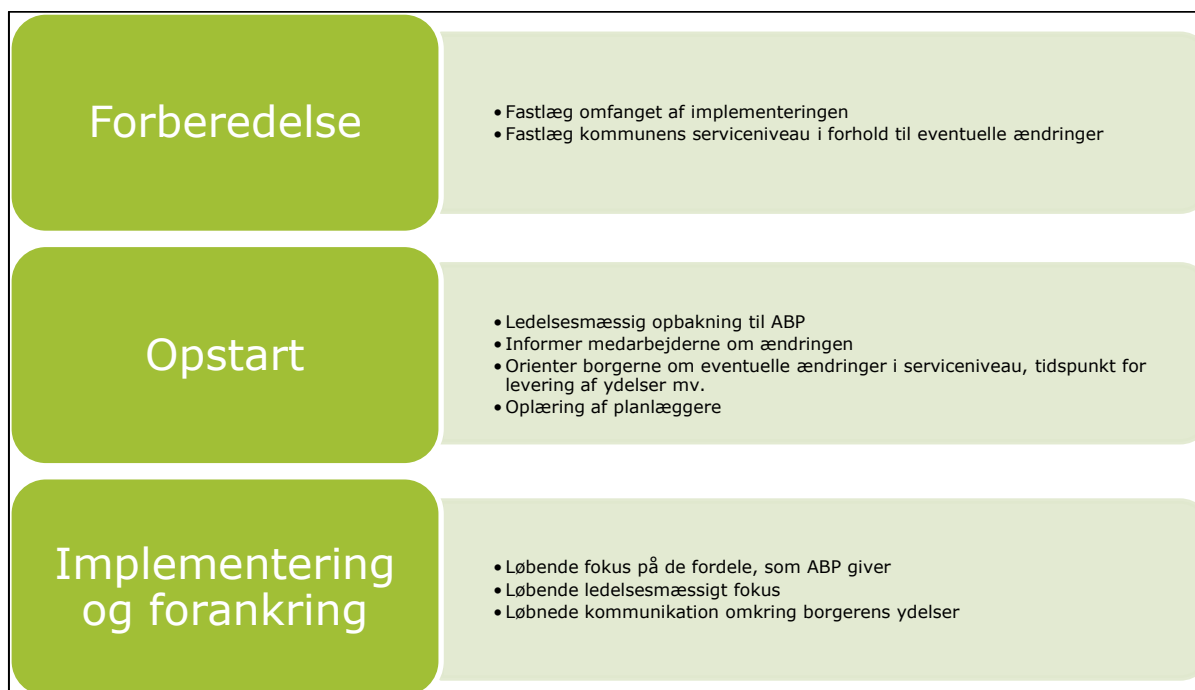 Forberedelse
• Fastlæg omfanget af implementeringen
• Fastlæg kommunens serviceniveau i forhold til eventuelle ændringer
Opstart
• Ledelsesmæssig opbakning til ABP
• Informer medarbejderne om ændringen
• Orienter borgerne om eventuelle ændringer i serviceniveau, tidspunkt for
levering af ydelser mv.
• Oplæring af planlæggere
Implementering
og forankring
• Løbende fokus på de fordele, som ABP giver
• Løbende ledelsesmæssigt fokus
• Løbnede kommunikation omkring borgerens ydelser